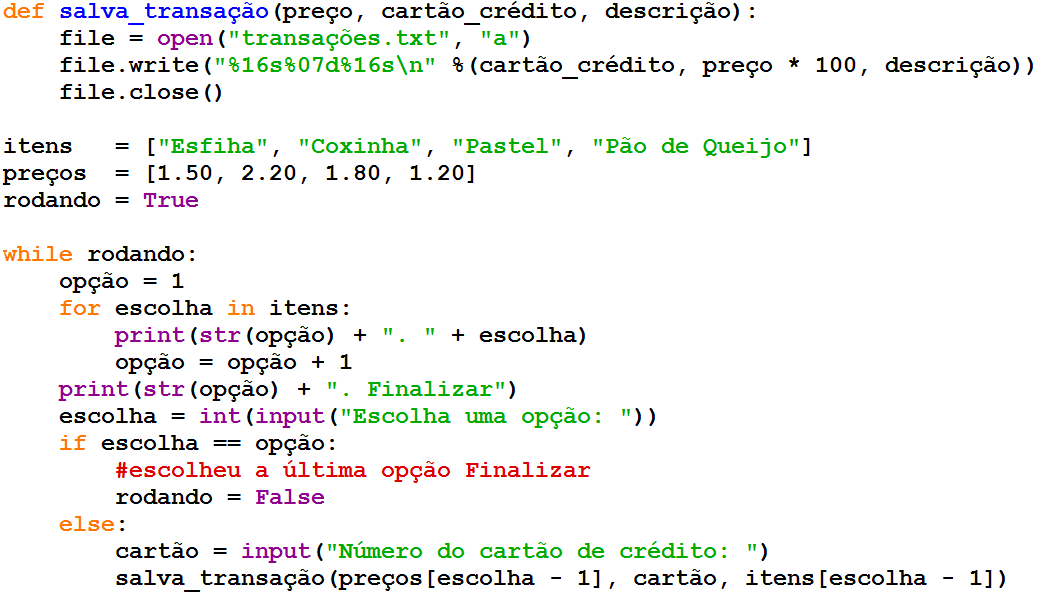 def salva_transação(preço, cartão_crédito, descrição):
    file = open("transações.txt", "a")
    file.write("%16s%07d%16s\n" %(cartão_crédito, preço * 100, descrição))
    file.close()

itens   = ["Esfiha", "Coxinha", "Pastel", "Pão de Queijo"]
preços  = [1.50, 2.20, 1.80, 1.20]
rodando = True

while rodando:
    opção = 1
    for escolha in itens:
        print(str(opção) + ". " + escolha)
        opção = opção + 1
    print(str(opção) + ". Finalizar")
    escolha = int(input("Escolha uma opção: "))
    if escolha == opção:
        #escolheu a última opção Finalizar
        rodando = False
    else:
        cartão = input("Número do cartão de crédito: ")
        salva_transação(preços[escolha - 1], cartão, itens[escolha - 1])